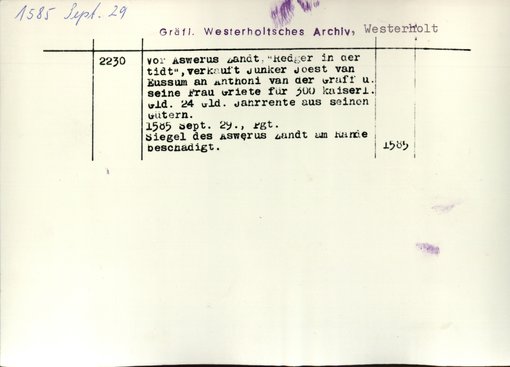 1585 Sept. 29
Gräfl. Westerholtsches Archiv, Westerholt
2230
Vor Aswerus Zandt, "Redger in der
tidt", verkauft Junker Joest van
Eussum an Anthoni van der Graff u.
seine Frau Griete für 300 kaiserl.
Gld. 24 Gld. Jahrrente aus seinen
Gütern.
1585 Sept. 29., Pgt.
Siegel des Aswerus Zandt am Rande
beschädigt.
1585